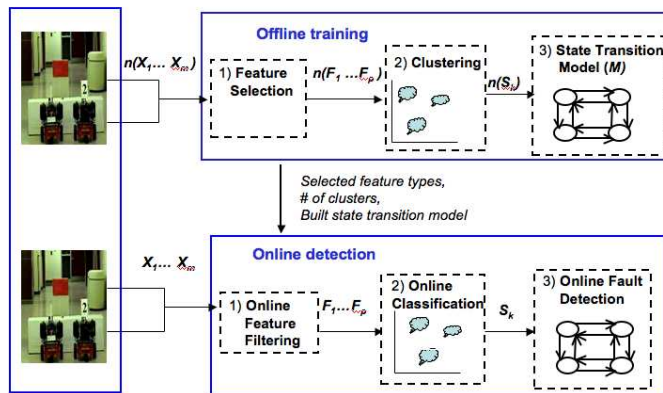 Offline training
n(X1... Xm)
1) Feature
Selection
n(F1 ...Fp)
2) Clustering
n(Sk)
3) State Transition
Model (M)
2
Selected feature types,
# of clusters,
Built state transition model
Online detection
X1... Xm
1) Online
Feature
Filtering
F1...Fp
2) Online
Classification
Sk
3) Online Fault
Detection
2